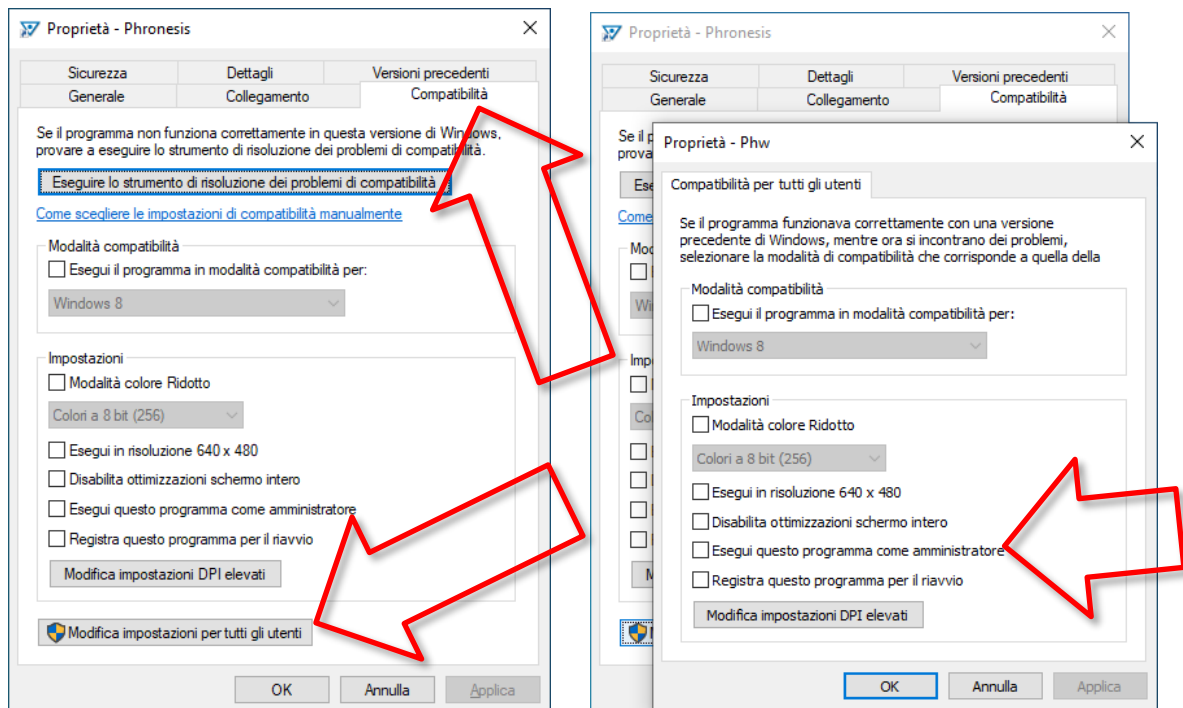 Proprietà - Phronesis
Sicurezza Dettagli Versioni precedenti
Generale Collegamento Compatibilità
Se il programma non funziona correttamente in questa versione di Windows,
provare a eseguire lo strumento di risoluzione dei problemi di compatibilità.
Eseguire lo strumento di risoluzione dei problemi di compatibilità
Come scegliere le impostazioni di compatibilità manualmente
Modalità compatibilità
Esegui il programma in modalità compatibilità per:
Windows 8
Impostazioni
Modalità colore Ridotto
Colori a 8 bit (256)
Esegui in risoluzione 640 x 480
Disabilita ottimizzazioni schermo intero
Esegui questo programma come amministratore
Registra questo programma per il riavvio
Modifica impostazioni DPI elevati
Modifica impostazioni per tutti gli utenti
OK Annulla Applica
Proprietà - Phronesis
Sicurezza Dettagli Versioni precedenti
Generale Collegamento Compatibilità
Se il p
prova
Ese
Come
Mod
Wi
Impo
Col
M
Proprietà - Phw
Compatibilità per tutti gli utenti
Se il programma funzionava correttamente con una versione
precedente di Windows, mentre ora si incontrano dei problemi,
selezionare la modalità di compatibilità che corrisponde a quella della
Modalità compatibilità
Esegui il programma in modalità compatibilità per:
Windows 8
Impostazioni
Modalità colore Ridotto
Colori a 8 bit (256)
Esegui in risoluzione 640 x 480
Disabilita ottimizzazioni schermo intero
Esegui questo programma come amministratore
Registra questo programma per il riavvio
Modifica impostazioni DPI elevati
OK Annulla Applica